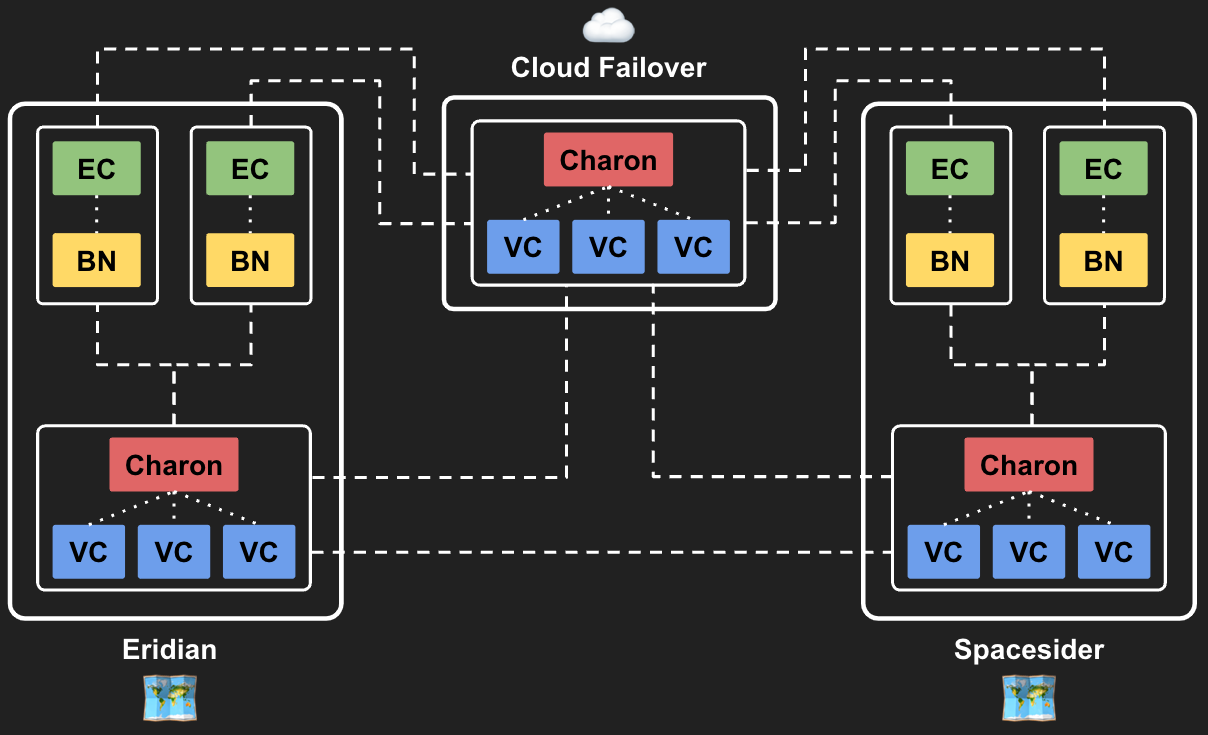 Cloud Failover
EC EC
BN BN
Charon
VC VC VC
EC EC
BN BN
Charon
VC VC VC
Charon
VC VC VC
Eridian
Spacesider